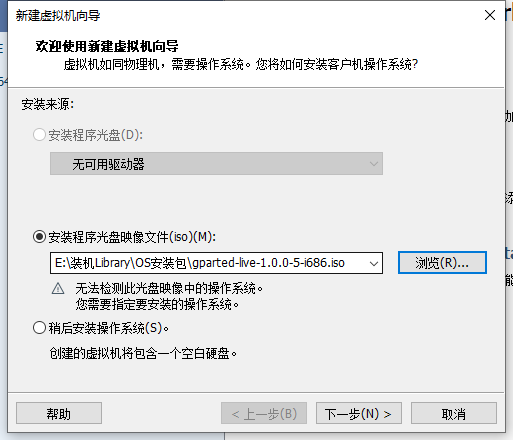 新建虚拟机向导
欢迎使用新建虚拟机向导
虚拟机如同物理机，需要操作系统。您将如何安装客户机操作系统?
安装来源:
安装程序光盘(D):
无可用驱动器
安装程序光盘映像文件(iso)(M):
E:\装机Library\OS安装包\gparted-live-1.0.0-5-i686.iso
浏览(R)...
无法检测此光盘映像中的操作系统。
您需要指定要安装的操作系统。
稍后安装操作系统(S)。
创建的虚拟机将包含一个空白硬盘。
帮助
< 上一步(B)
下一步(N) >
取消